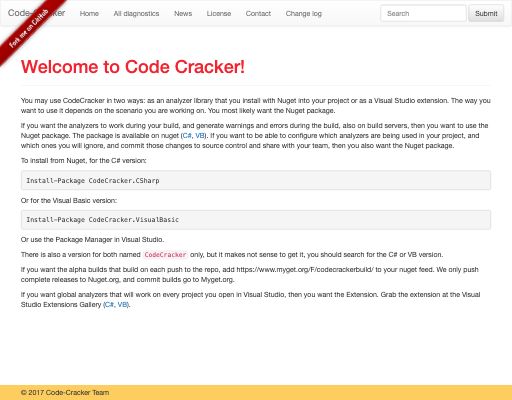 Code-Cracker Home All diagnostics News License Contact Change log Search Submit
Fork me on GitHub
Welcome to Code Cracker!
You may use CodeCracker in two ways: as an analyzer library that you install with Nuget into your project or as a Visual Studio extension. The way you
want to use it depends on the scenario you are working on. You most likely want the Nuget package.
If you want the analyzers to work during your build, and generate warnings and errors during the build, also on build servers, then you want to use the
Nuget package. The package is available on nuget (C#, VB). If you want to be able to configure which analyzers are being used in your project, and
which ones you will ignore, and commit those changes to source control and share with your team, then you also want the Nuget package.
To install from Nuget, for the C# version:
Install-Package CodeCracker.CSharp
Or for the Visual Basic version:
Install-Package CodeCracker.VisualBasic
Or use the Package Manager in Visual Studio.
There is also a version for both named CodeCracker only, but it makes not sense to get it, you should search for the C# or VB version.
If you want the alpha builds that build on each push to the repo, add https://www.myget.org/F/codecrackerbuild/ to your nuget feed. We only push
complete releases to Nuget.org, and commit builds go to Myget.org.
If you want global analyzers that will work on every project you open in Visual Studio, then you want the Extension. Grab the extension at the Visual
Studio Extensions Gallery (C#, VB).
© 2017 Code-Cracker Team